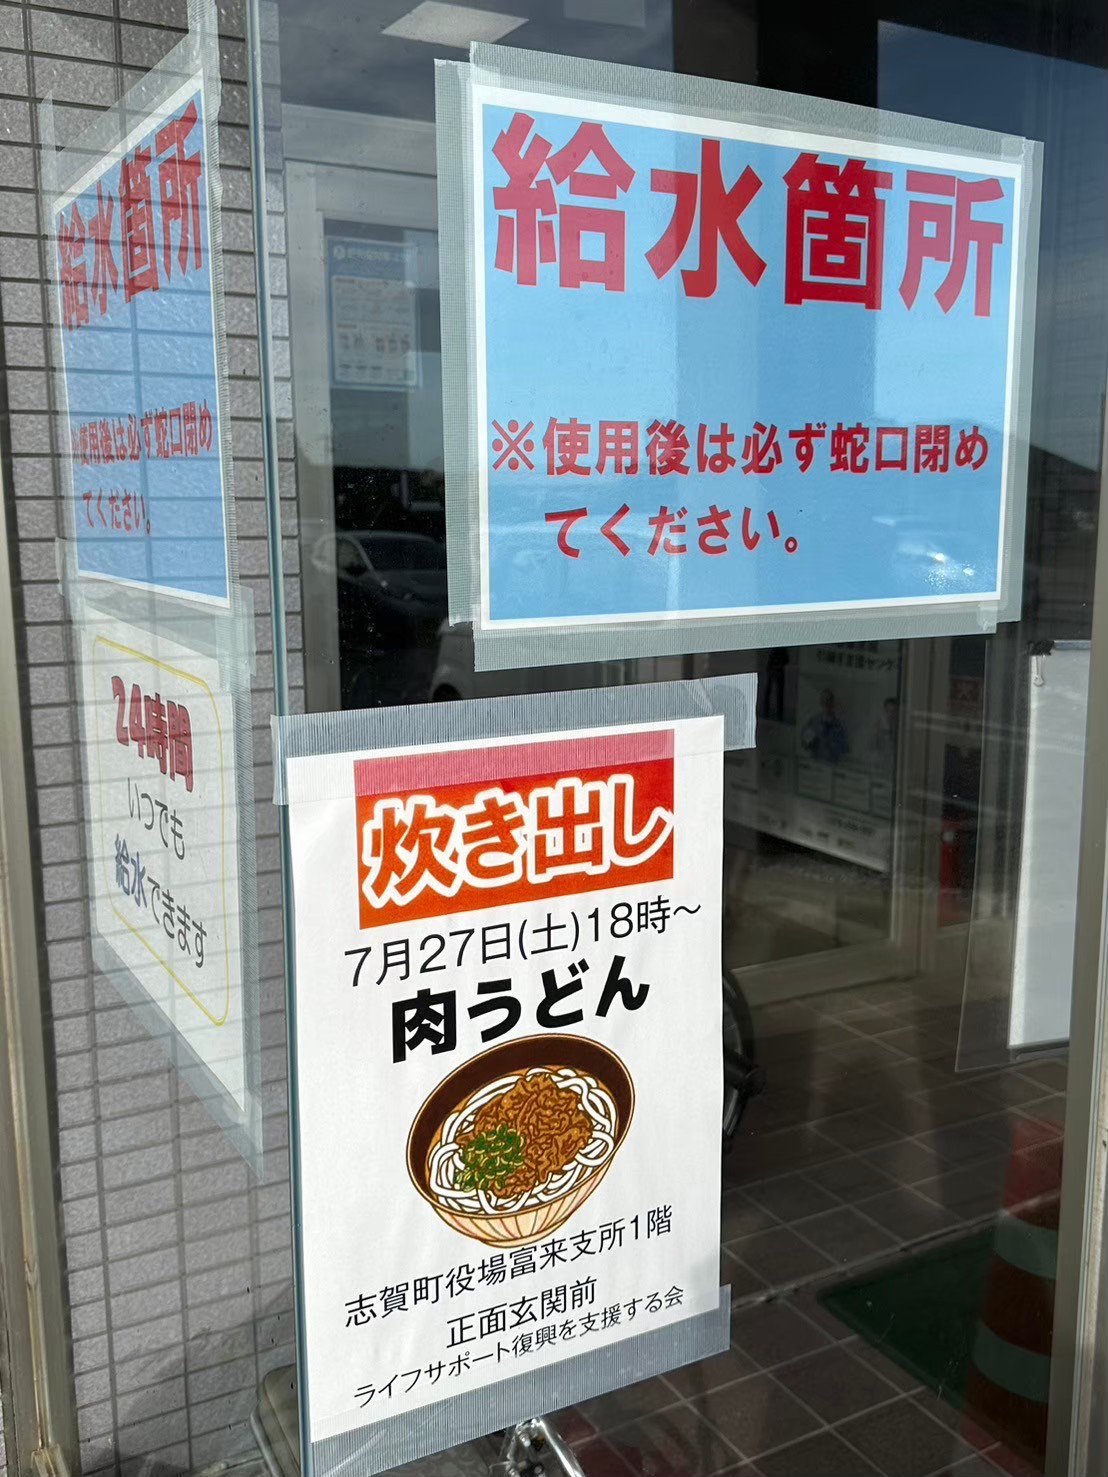 給水箇所
※使用後は必ず蛇口閉め
てください。
給水箇所
※使用後は必ず蛇口閉め
てください。
24時間
いつでも
給水できます
炊き出し
7月27日(土)18時～
肉うどん
志賀町役場富来支所1階
正面玄関前
ライフサポート復興を支援する会